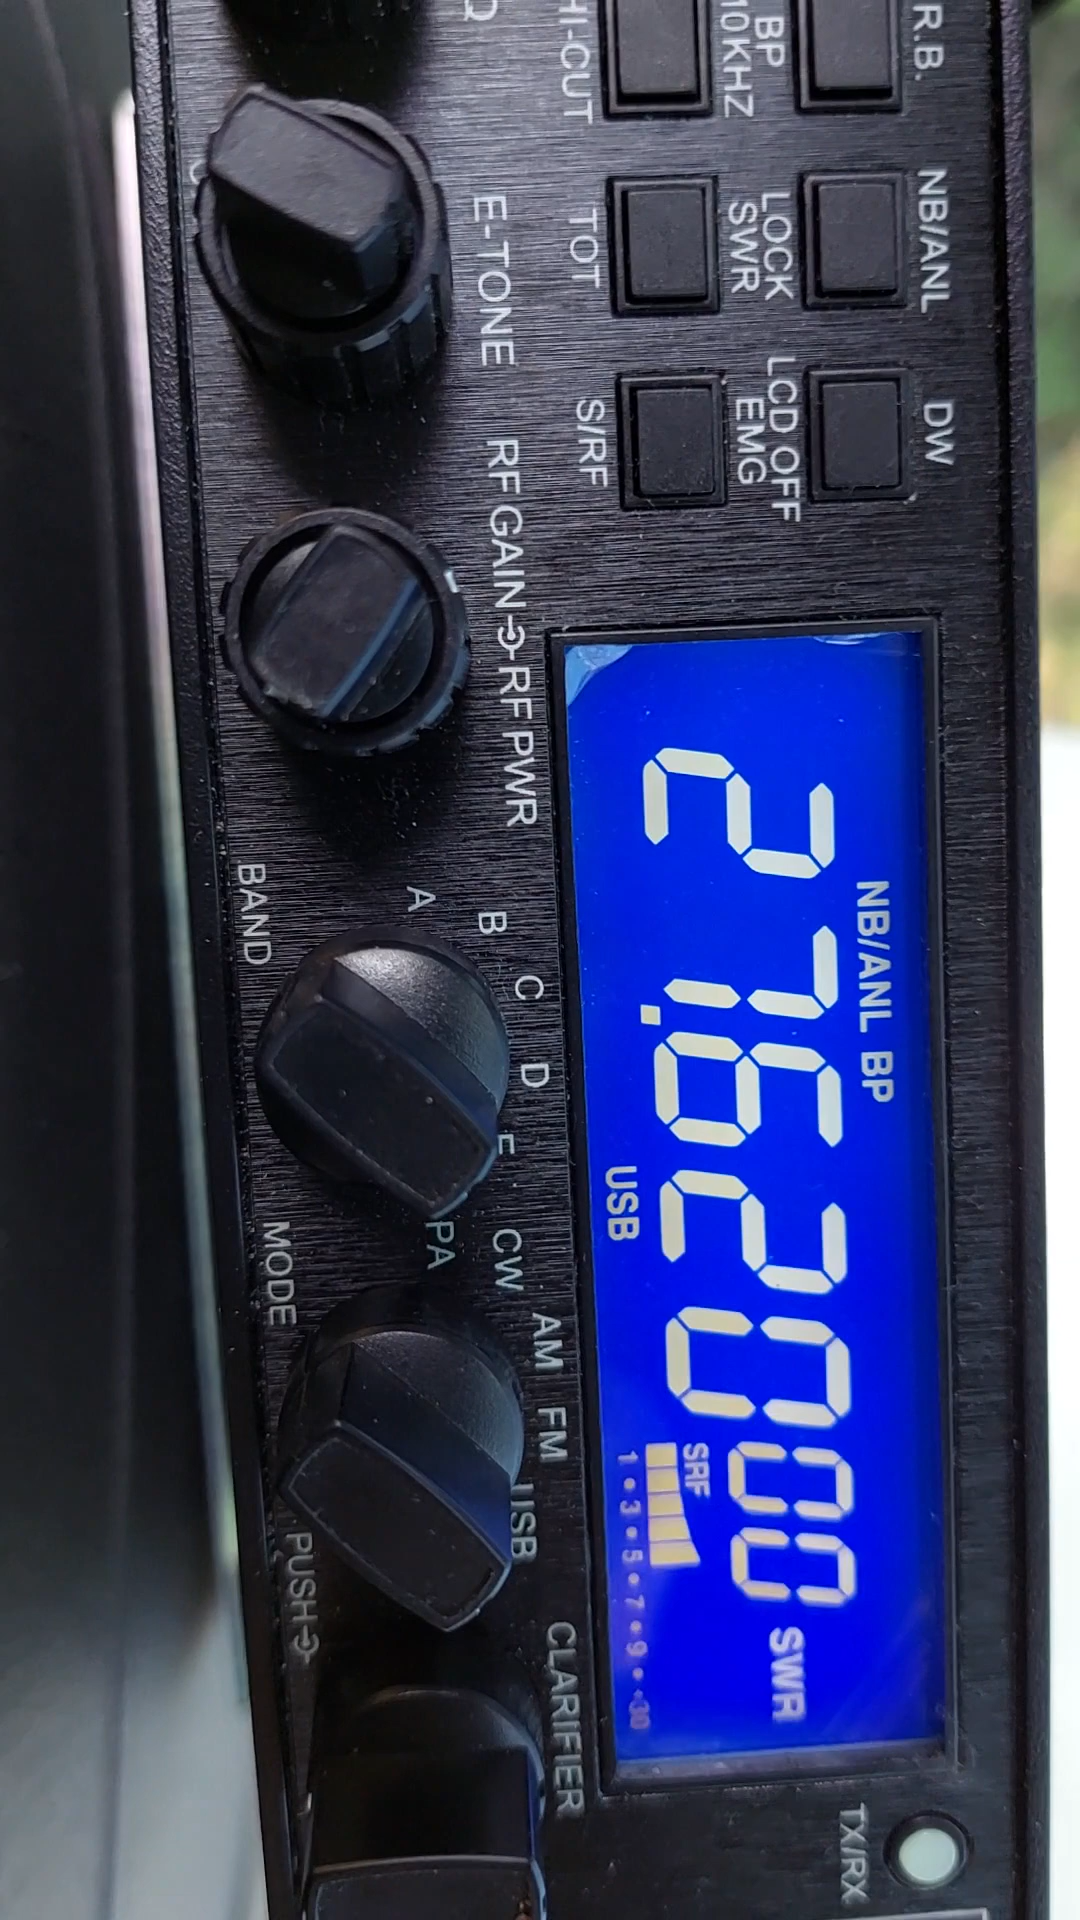 R.B. NB/ANL DW
BP LOCK LCD OFF
10KHZ SWR EMG
HI-CUT TOT S/RF
NB/ANL BP
27.62000
SWR
USB
SRF
1•3•5•7•9•+30
TX/RX
E-TONE
RF GAIN RF PWR
BAND
A B C D E
MODE
PA CW AM FM USB
CLARIFIER
PUSH